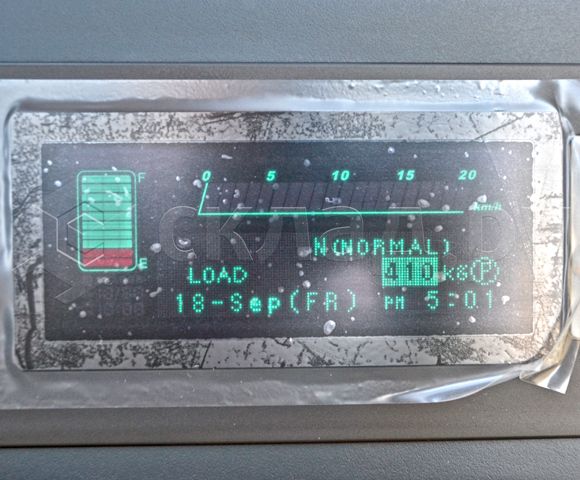 F
0 5 10 15 20
km/h
E
N(NORMAL)
LOAD 410 kg Ⓟ
18-Sep(FR) PM 5:01